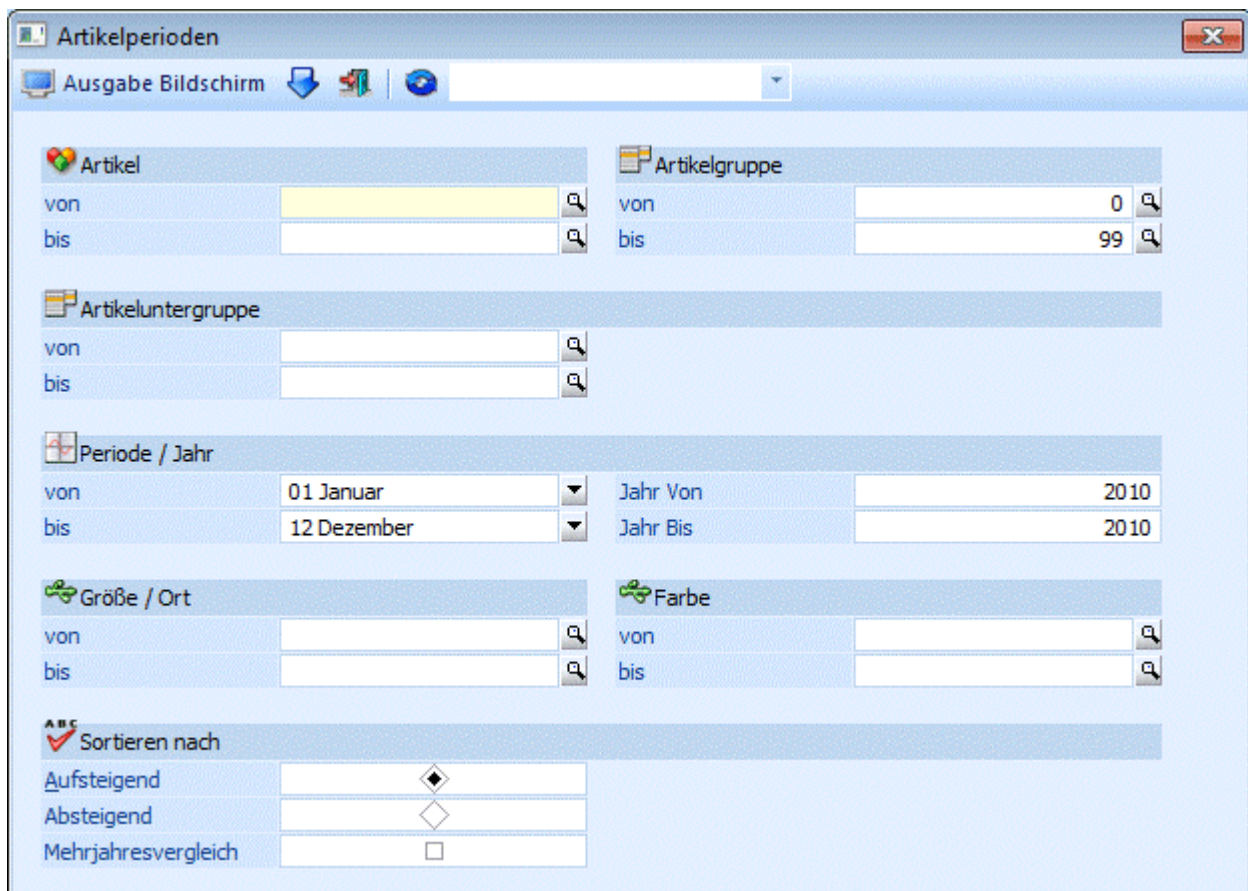 Artikelperioden
Ausgabe Bildschirm
Artikel
Artikelgruppe
von
von 0
bis
bis 99
Artikeluntergruppe
von
bis
Periode / Jahr
von 01 Januar Jahr Von 2010
bis 12 Dezember Jahr Bis 2010
Größe / Ort
Farbe
von
von
bis
bis
ABC
Sortieren nach
Aufsteigend
Absteigend
Mehrjahresvergleich